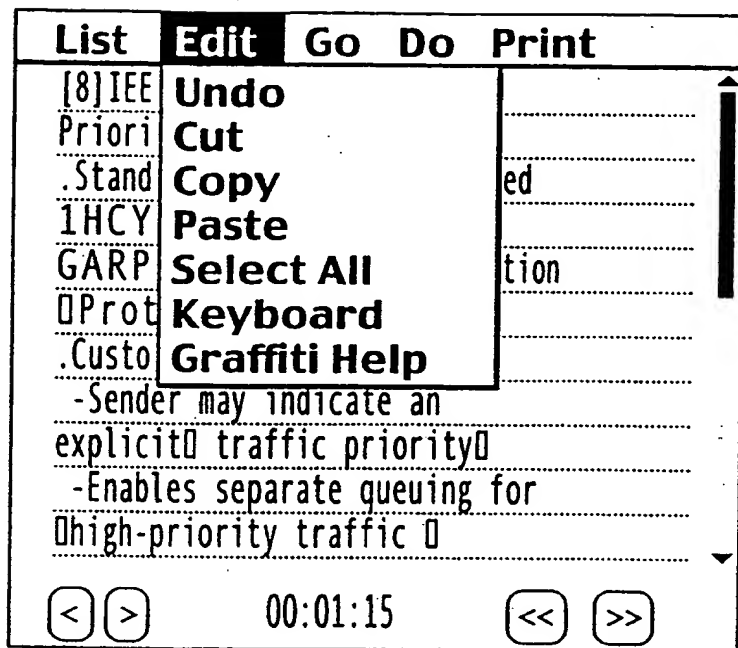 List Edit Go Do Print
[8]IEE Undo
Priori Cut
.Stand Copy ed
1HCY Paste
GARP Select All tion
▯Prot Keyboard
.Custo Graffiti Help
-Sender may indicate an
explicit▯ traffic priority▯
-Enables separate queuing for
▯high-priority traffic ▯
< > 00:01:15 << >>